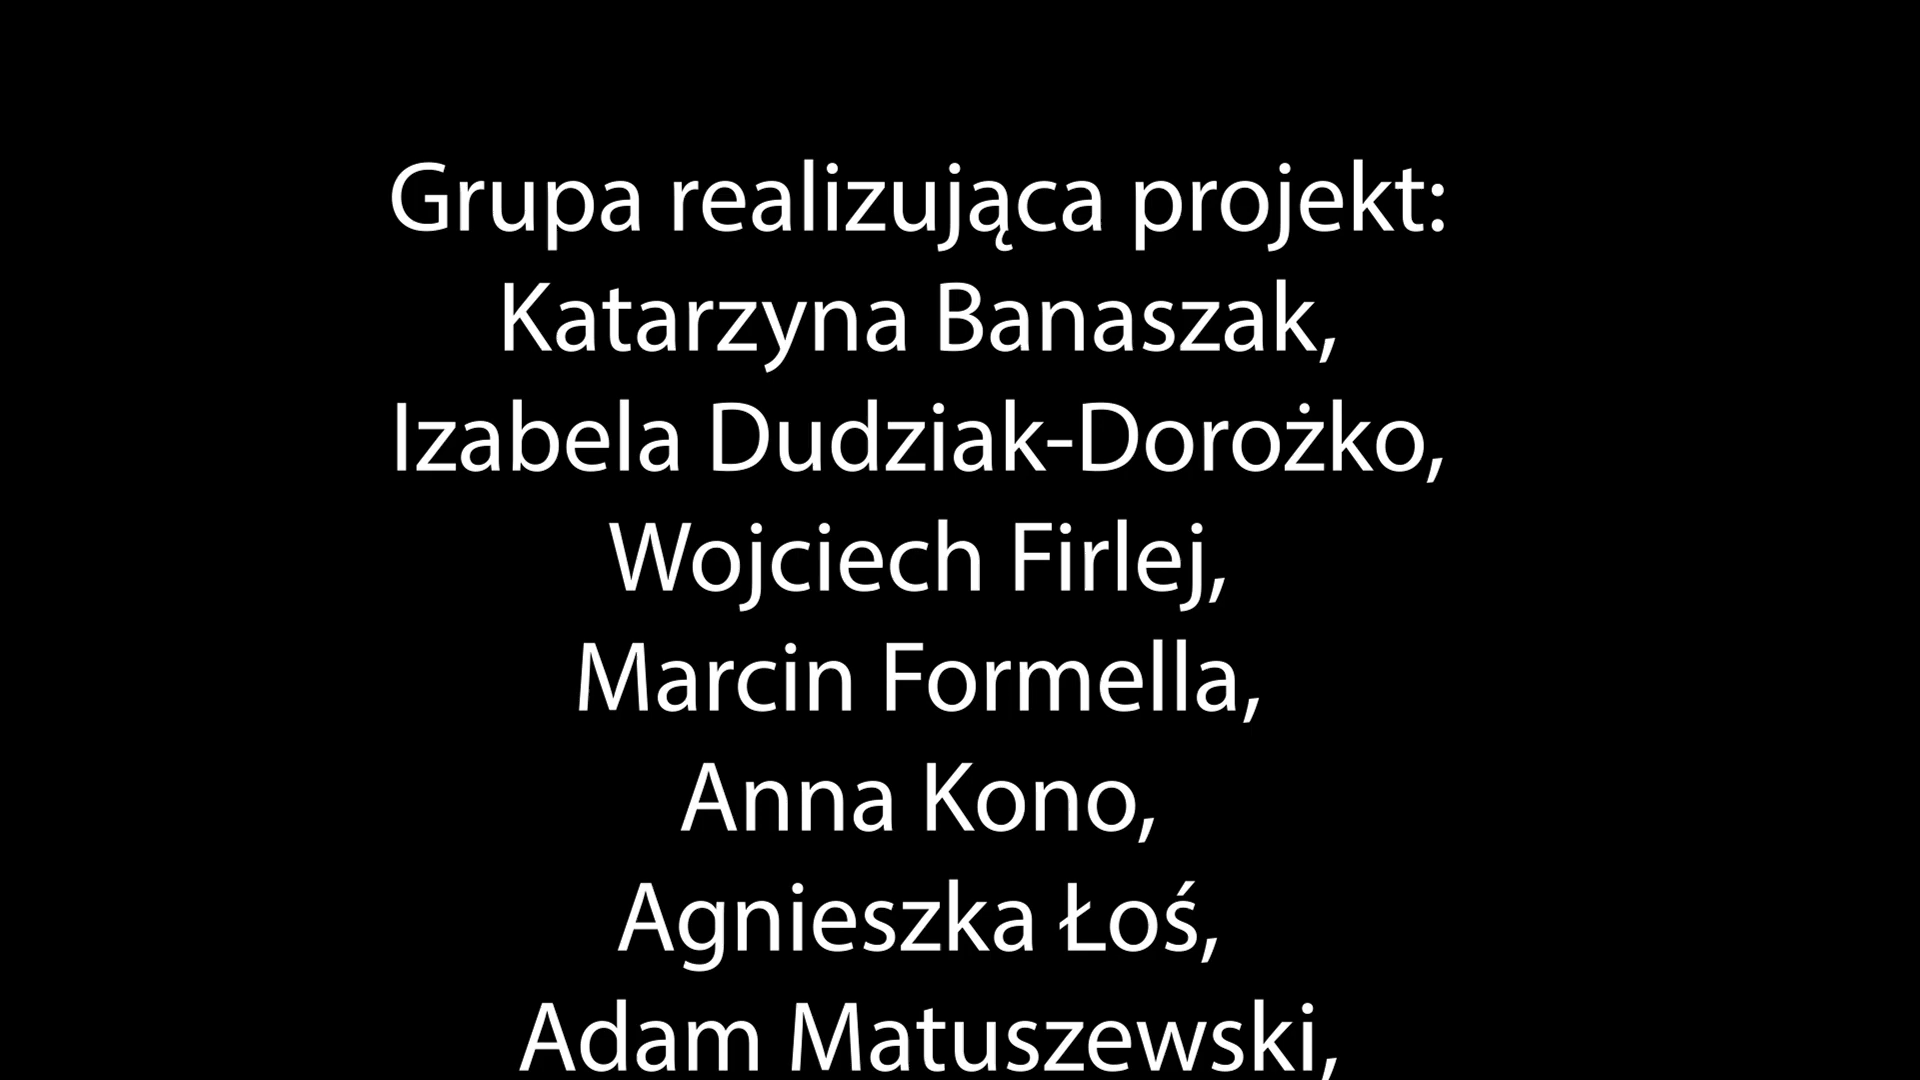 Grupa realizująca projekt:
Katarzyna Banaszak,
Izabela Dudziak-Dorożko,
Wojciech Firlej,
Marcin Formella,
Anna Kono,
Agnieszka Łoś,
Adam Matuszewski,